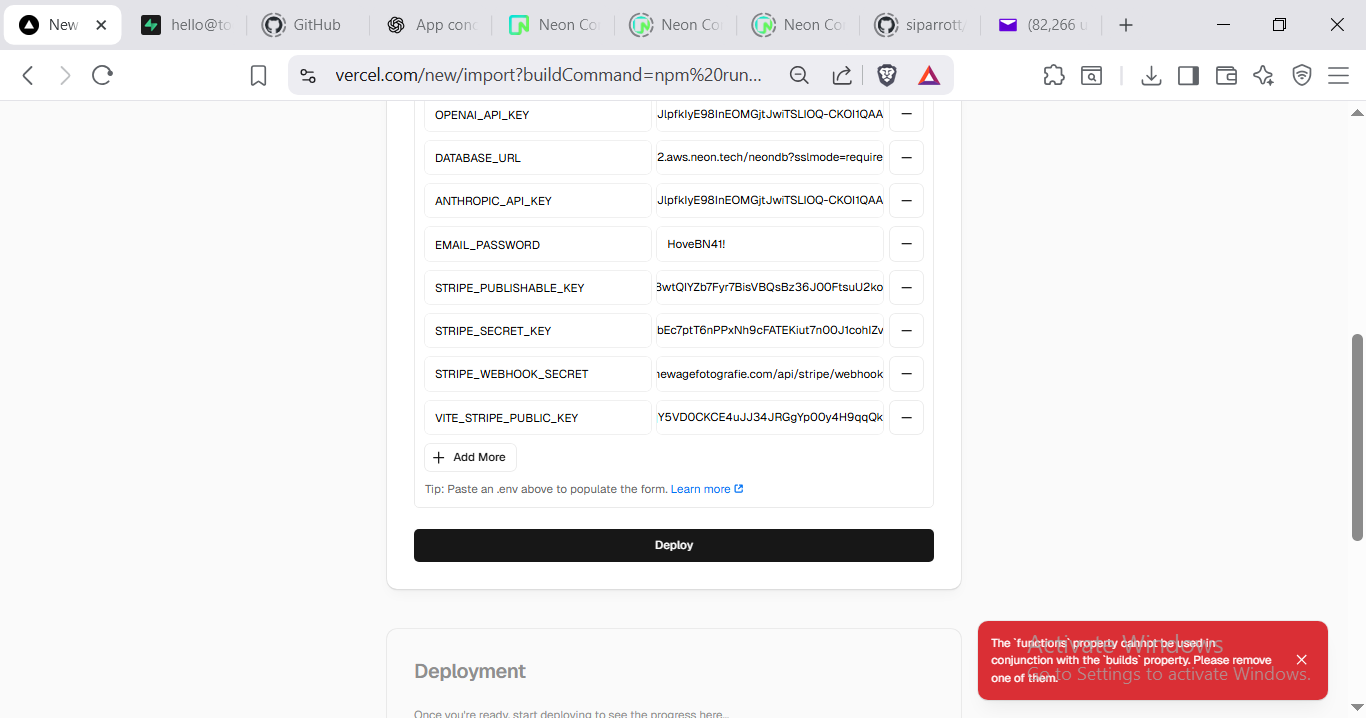 New
hello@to
GitHub
App conc
Neon Co
Neon Co
Neon Co
siparrott/
(82,266 u
vercel.com/new/import?buildCommand=npm%20run...
OPENAI_API_KEY
JlpfklyE98InEOMGjtJwiTSLIOQ-CKOI1QAA
DATABASE_URL
2.aws.neon.tech/neondb?sslmode=require
ANTHROPIC_API_KEY
JlpfklyE98InEOMGjtJwiTSLIOQ-CKOI1QAA
EMAIL_PASSWORD
HoveBN41!
STRIPE_PUBLISHABLE_KEY
3wtQIYZb7Fyr7BisVBQsBz36J00FtsuU2ko
STRIPE_SECRET_KEY
bEc7ptT6nPPxNh9cFATEKiut7n00J1cohIZv
STRIPE_WEBHOOK_SECRET
newagefotografie.com/api/stripe/webhook
VITE_STRIPE_PUBLIC_KEY
Y5VD0CKCE4uJJ34JRGgYp00y4H9qqQk
Add More
Tip: Paste an .env above to populate the form. Learn more
Deploy
The `functions` property cannot be used in
conjunction with the `builds` property. Please remove
one of them.
Activate Windows
Go to Settings to activate Windows.
Deployment
Once you're ready, start deploying to see the progress here...